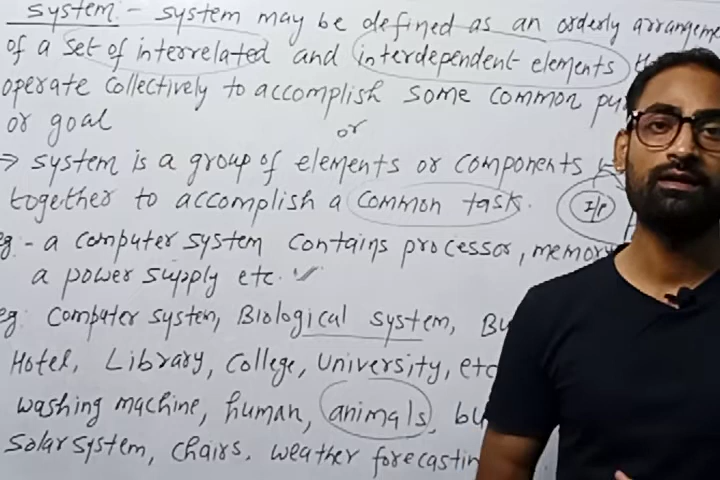 System :- System may be defined as an orderly
of a set of interrelated and interdependent elements
operate collectively to accomplish some common
or goal
or
⇒ System is a group of elements or components
together to accomplish a common task.
I/P
eg:- a computer system contains processor, memory
a power supply etc.
eg: Computer system, Biological system,
Hotel, Library, College, University, etc
washing machine, human, animals,
Solar system, chairs, weather